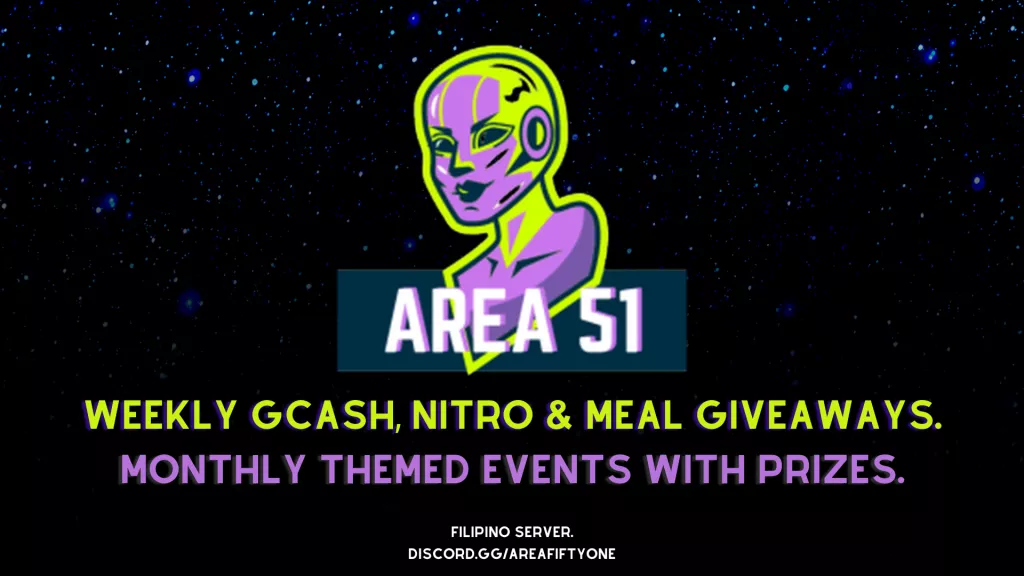 AREA 51
WEEKLY GCASH, NITRO & MEAL GIVEAWAYS.
MONTHLY THEMED EVENTS WITH PRIZES.
FILIPINO SERVER.
DISCORD.GG/AREAFIFTYONE